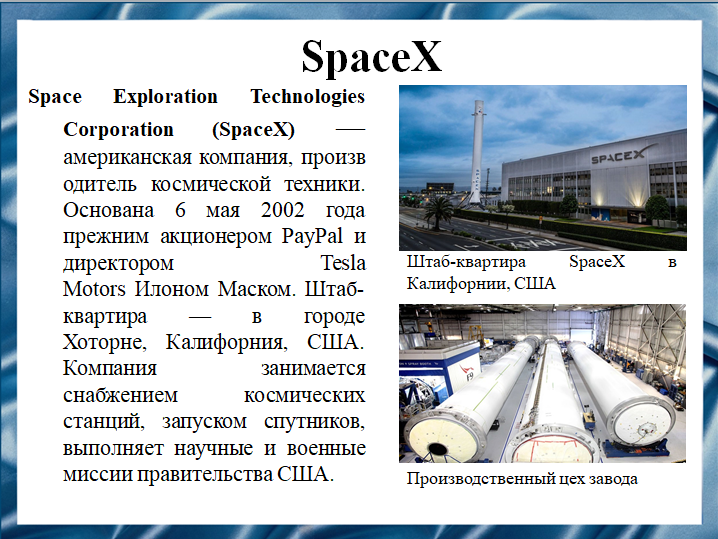 SpaceX
Space Exploration Technologies
Corporation (SpaceX) —
американская компания, произв
одитель космической техники.
Основана 6 мая 2002 года
прежним акционером PayPal и
директором Tesla
Motors Илоном Маском. Штаб-
квартира — в городе
Хоторне, Калифорния, США.
Компания занимается
снабжением космических
станций, запуском спутников,
выполняет научные и военные
миссии правительства США.
SPACEX
Штаб-квартира SpaceX в
Калифорнии, США
Производственный цех завода